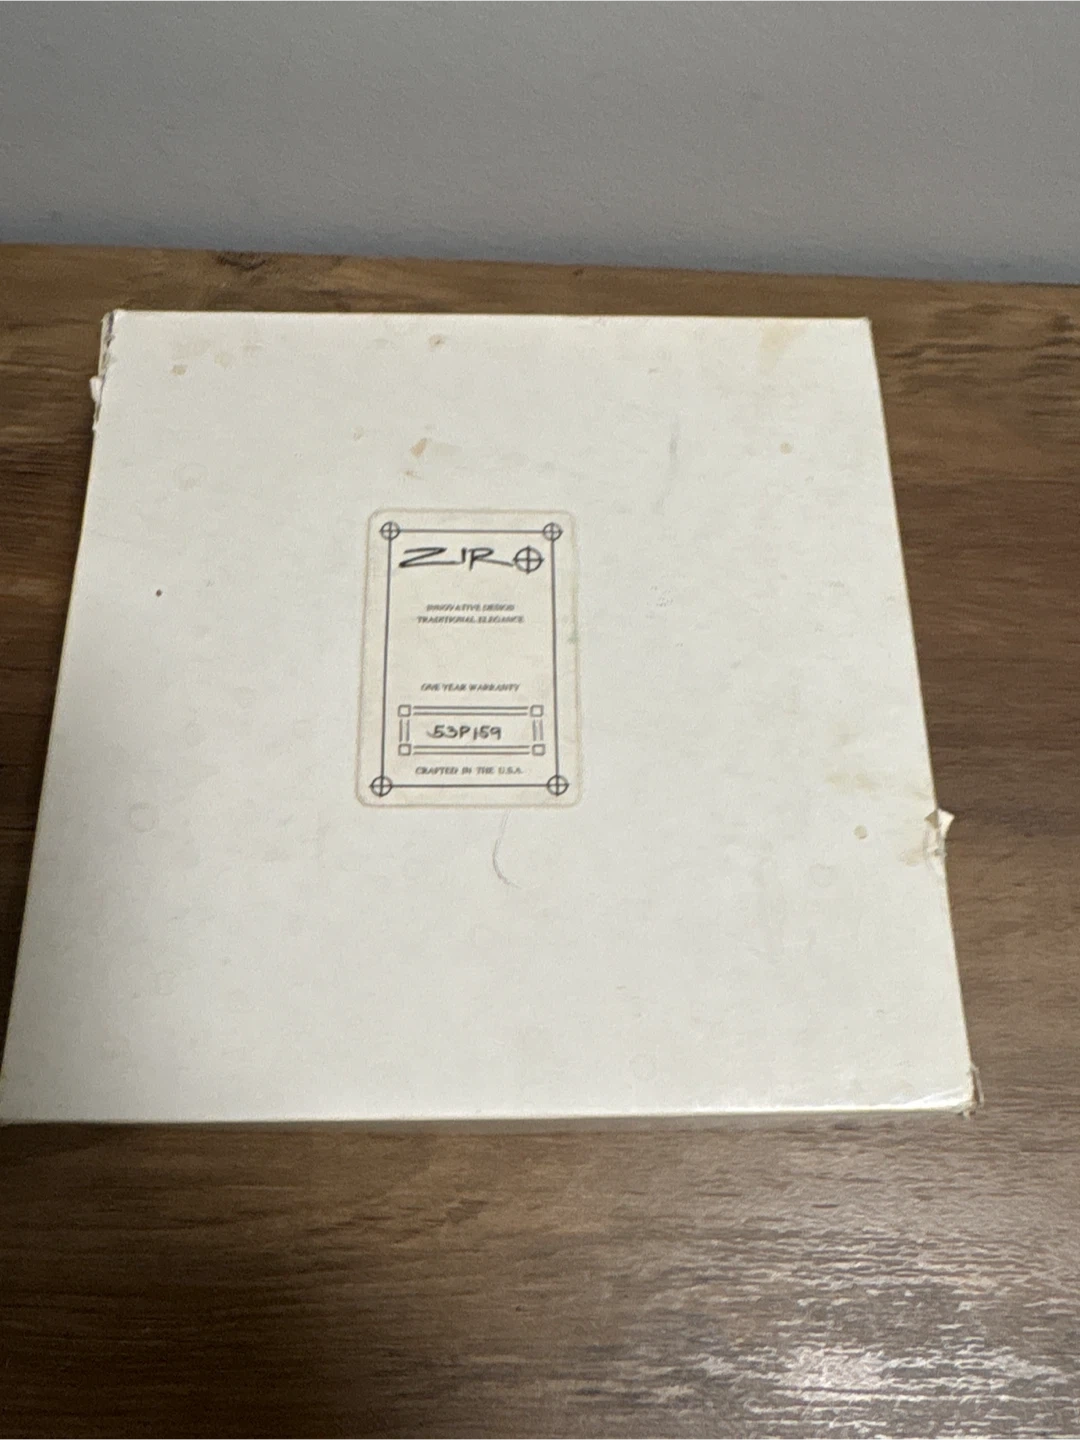 ZIRO
INNOVATIVE DESIGN
TRADITIONAL ELEGANCE
ONE YEAR WARRANTY
53P159
CRAFTED IN THE U.S.A.